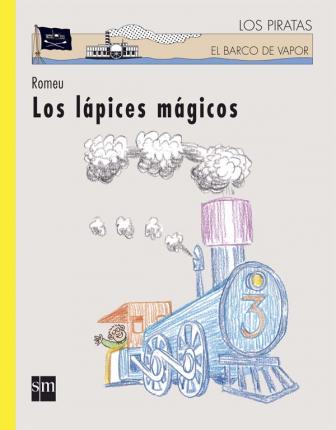 LOS PIRATAS
EL BARCO DE VAPOR
Romeu
Los lápices mágicos
3
sm